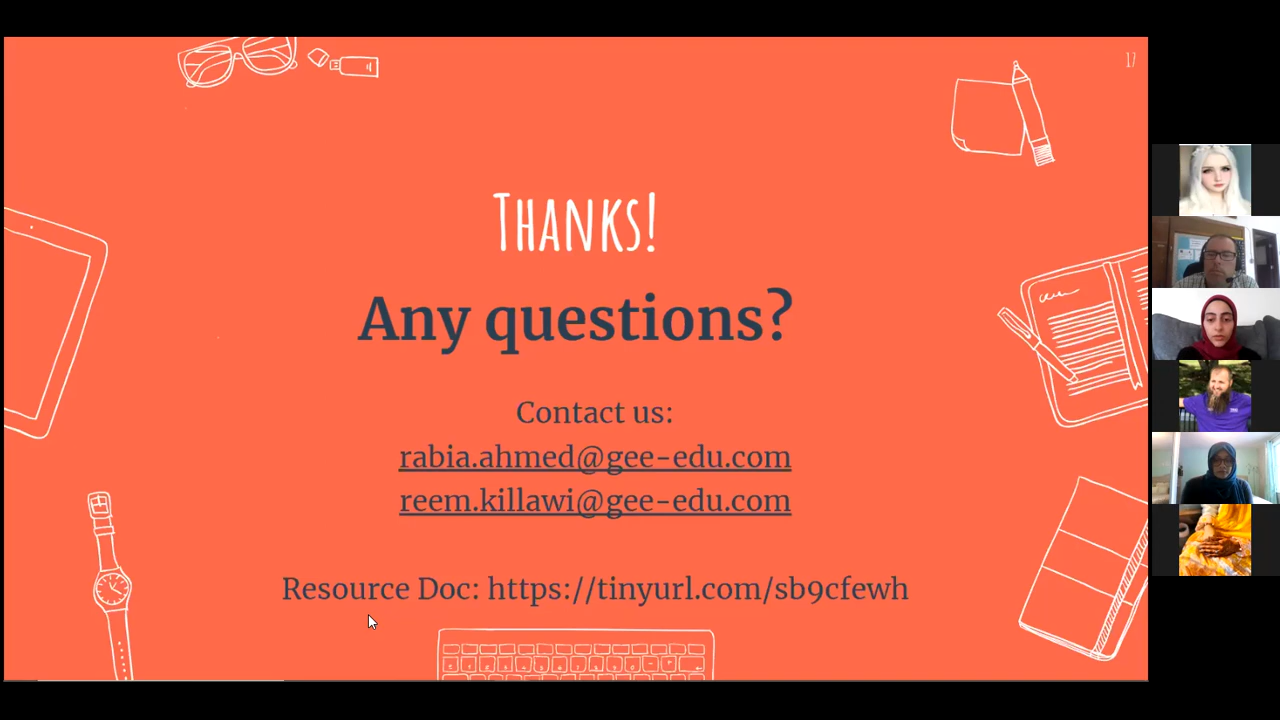 17
THANKS!
Any questions?
Contact us:
rabia.ahmed@gee-edu.com
reem.killawi@gee-edu.com
Resource Doc: https://tinyurl.com/sb9cfewh